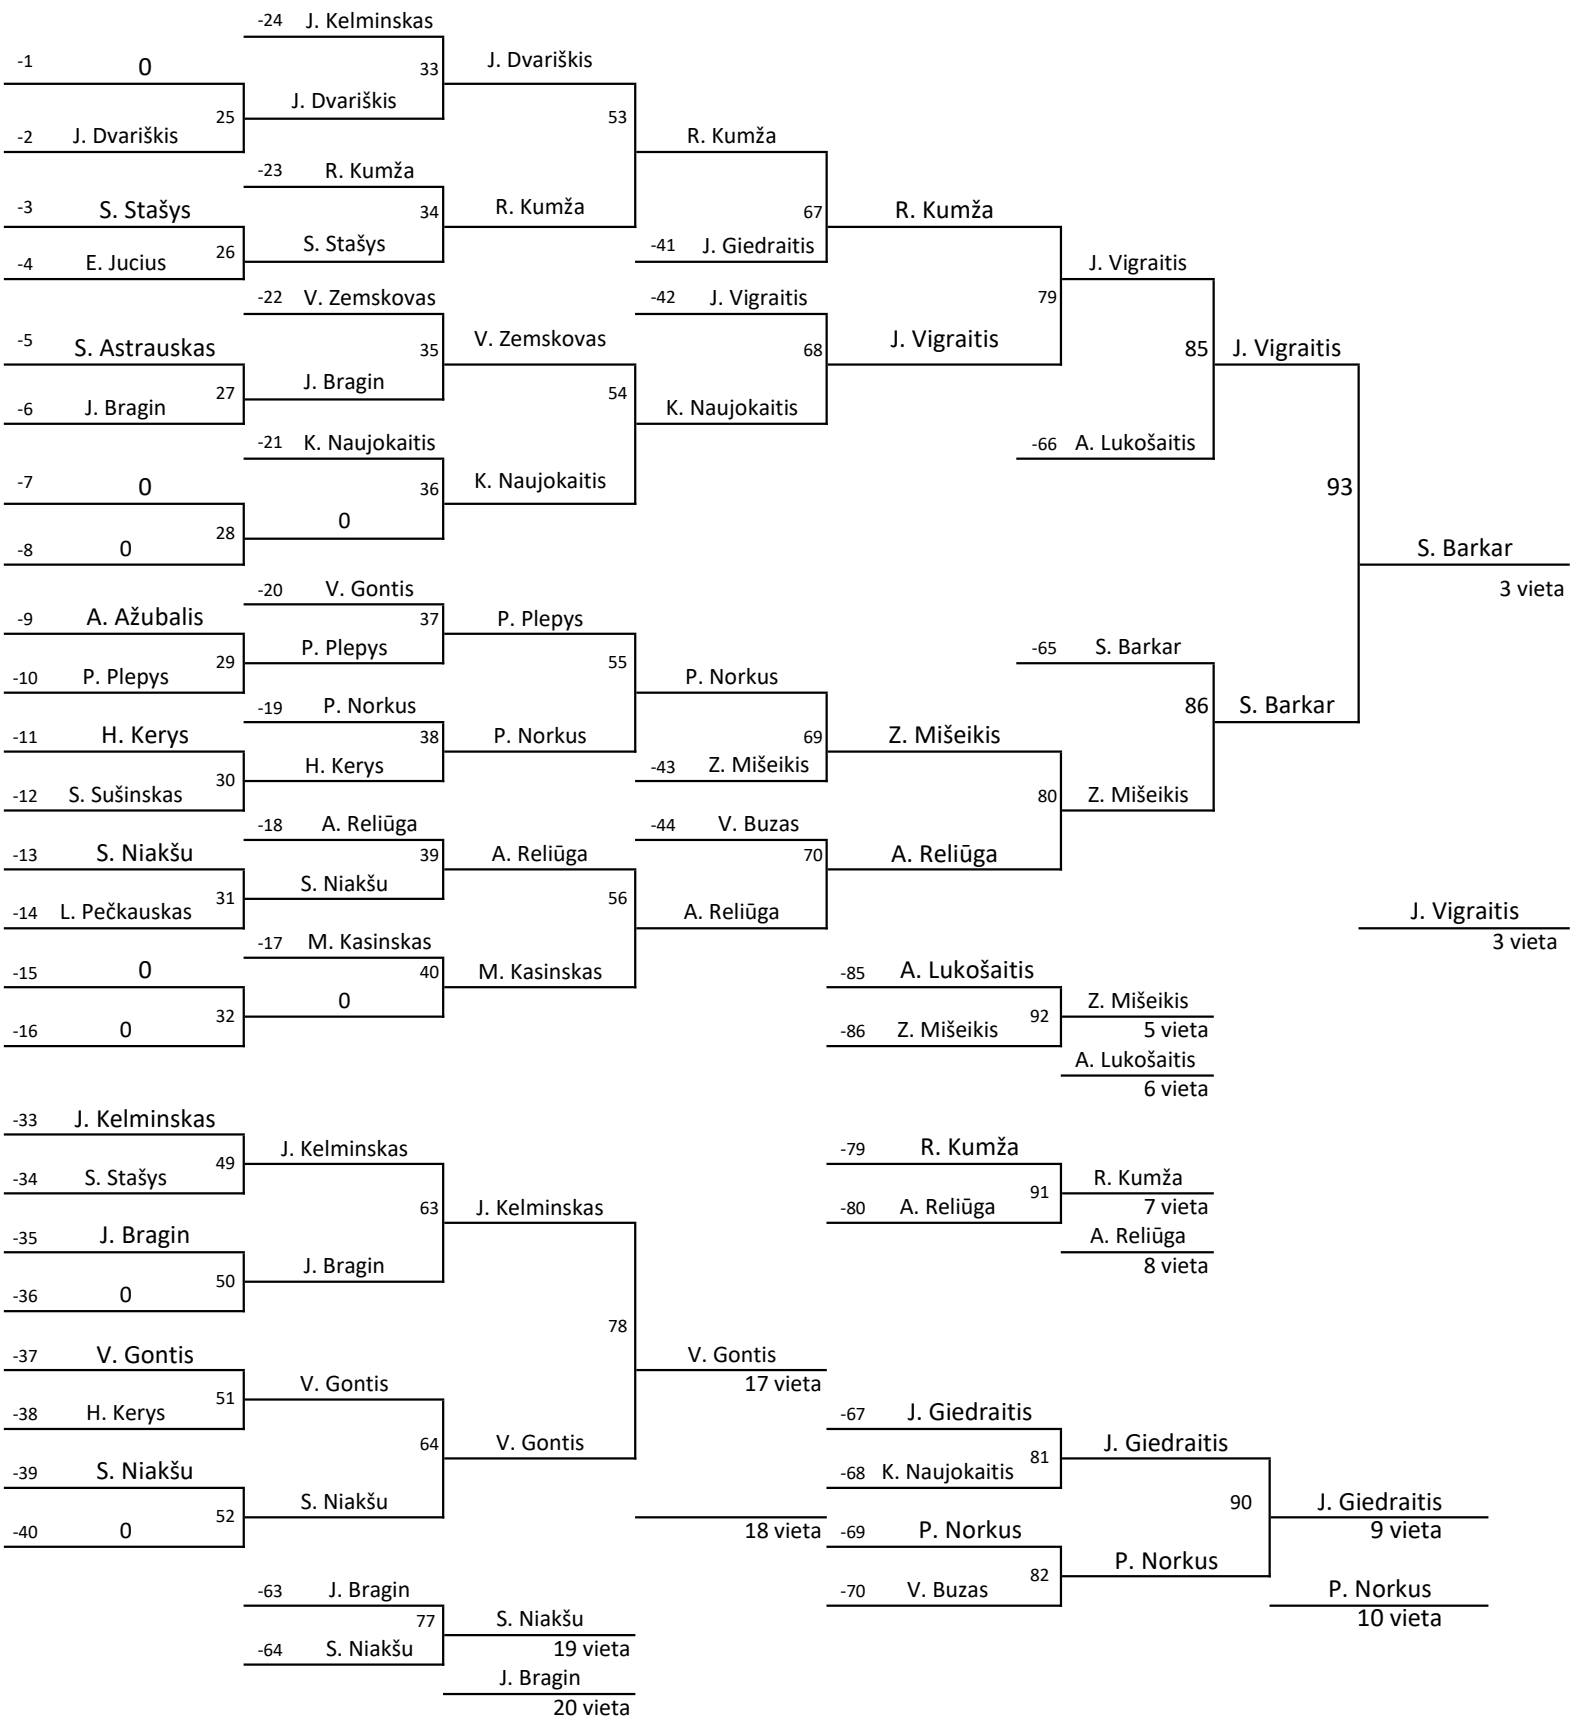 -24 J. Kelminskas
-1 0
33 J. Dvariškis
J. Dvariškis
25
53
-2 J. Dvariškis
R. Kumža
-23 R. Kumža
-3 S. Stašys
34 R. Kumža
67 R. Kumža
S. Stašys
-41 J. Giedraitis
26
-4 E. Jucius
J. Vigraitis
-22 V. Zemskovas
-42 J. Vigraitis
79
-5 S. Astrauskas
35 V. Zemskovas
68 J. Vigraitis
85 J. Vigraitis
J. Bragin
27
54
-6 J. Bragin
K. Naujokaitis
-21 K. Naujokaitis
-66 A. Lukošaitis
-7 0
36 K. Naujokaitis
93
0
28
-8 0
S. Barkar
3 vieta
-20 V. Gontis
-9 A. Ažubalis
37 P. Plepys
P. Plepys
-65 S. Barkar
29
55
-10 P. Plepys
P. Norkus
-19 P. Norkus
86 S. Barkar
-11 H. Kerys
38 P. Norkus
69 Z. Mišeikis
H. Kerys
-43 Z. Mišeikis
30
-12 S. Sušinskas
80 Z. Mišeikis
-18 A. Reliūga
-44 V. Buzas
-13 S. Niakšu
39 A. Reliūga
70 A. Reliūga
S. Niakšu
31
56
-14 L. Pečkauskas
A. Reliūga
J. Vigraitis
3 vieta
-17 M. Kasinskas
-15 0
40 M. Kasinskas
-85 A. Lukošaitis
0
Z. Mišeikis
32
92
-16 0
-86 Z. Mišeikis
5 vieta
A. Lukošaitis
6 vieta
-33 J. Kelminskas
J. Kelminskas
-79 R. Kumža
49
-34 S. Stašys
R. Kumža
91
63 J. Kelminskas
-80 A. Reliūga
7 vieta
-35 J. Bragin
A. Reliūga
J. Bragin
8 vieta
50
-36 0
78
-37 V. Gontis
V. Gontis
V. Gontis
17 vieta
51
-38 H. Kerys
-67 J. Giedraitis
64 V. Gontis
J. Giedraitis
81
-39 S. Niakšu
-68 K. Naujokaitis
S. Niakšu
90 J. Giedraitis
52
-40 0
18 vieta
-69 P. Norkus
9 vieta
P. Norkus
82
-63 J. Bragin
-70 V. Buzas
P. Norkus
77 S. Niakšu
10 vieta
-64 S. Niakšu
19 vieta
J. Bragin
20 vieta